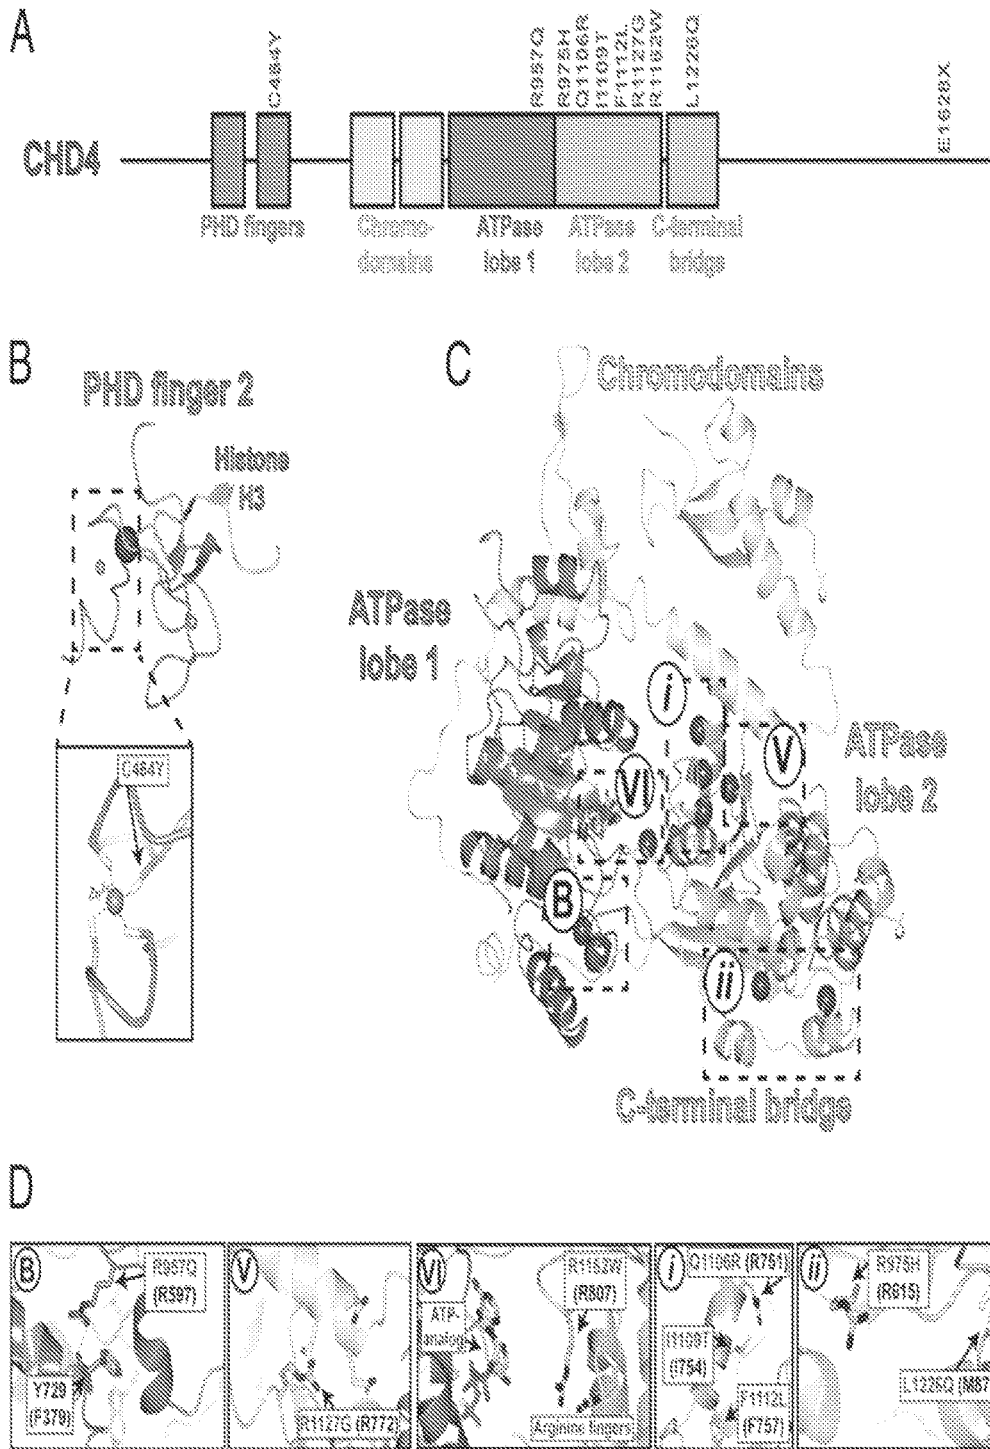 A
C464Y
R957Q
R975H
Q1106R
I1109T
F1112L
R1127G
R1162W
L1226Q
E1628X
CHD4
PHD fingers
Chromo-
domains
ATPase
lobe 1
ATPase
lobe 2
C-terminal
bridge
B
PHD finger 2
Histone
H3
C464Y
C
Chromodomains
ATPase
lobe 1
i
V
VI
ATPase
lobe 2
B
ii
C-terminal bridge
D
B
R957Q
(R597)
Y729
(F379)
V
R1127G (R772)
VI
R1162W
(R807)
ATP-
analog
Arginine fingers
i
Q1106R (R751)
I1109T
(I754)
F1112L
(F757)
ii
R975H
(R615)
L1226Q (M87